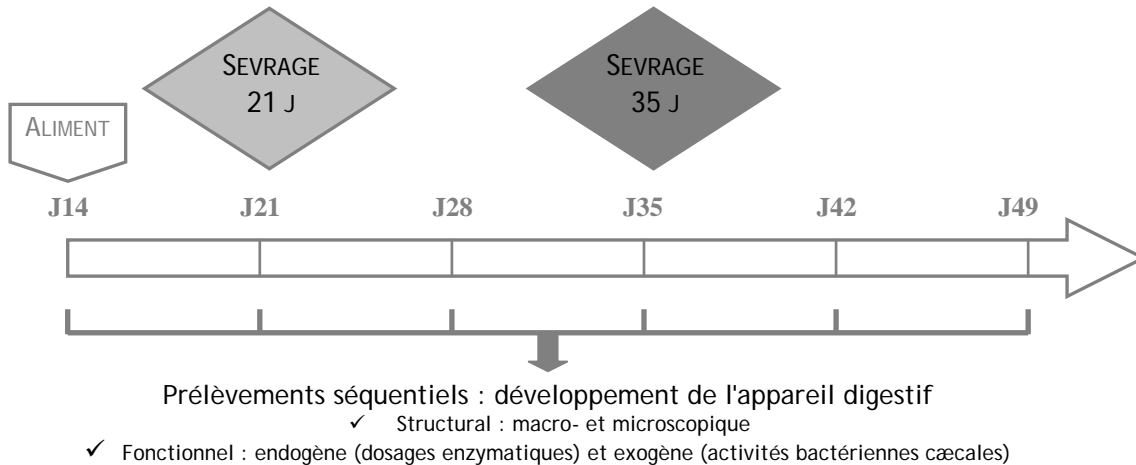 SEVRAGE
21 J
SEVRAGE
35 J
ALIMENT
J14 J21 J28 J35 J42 J49
Prélèvements séquentiels : développement de l'appareil digestif
✓ Structural : macro- et microscopique
✓ Fonctionnel : endogène (dosages enzymatiques) et exogène (activités bactériennes cæcales)